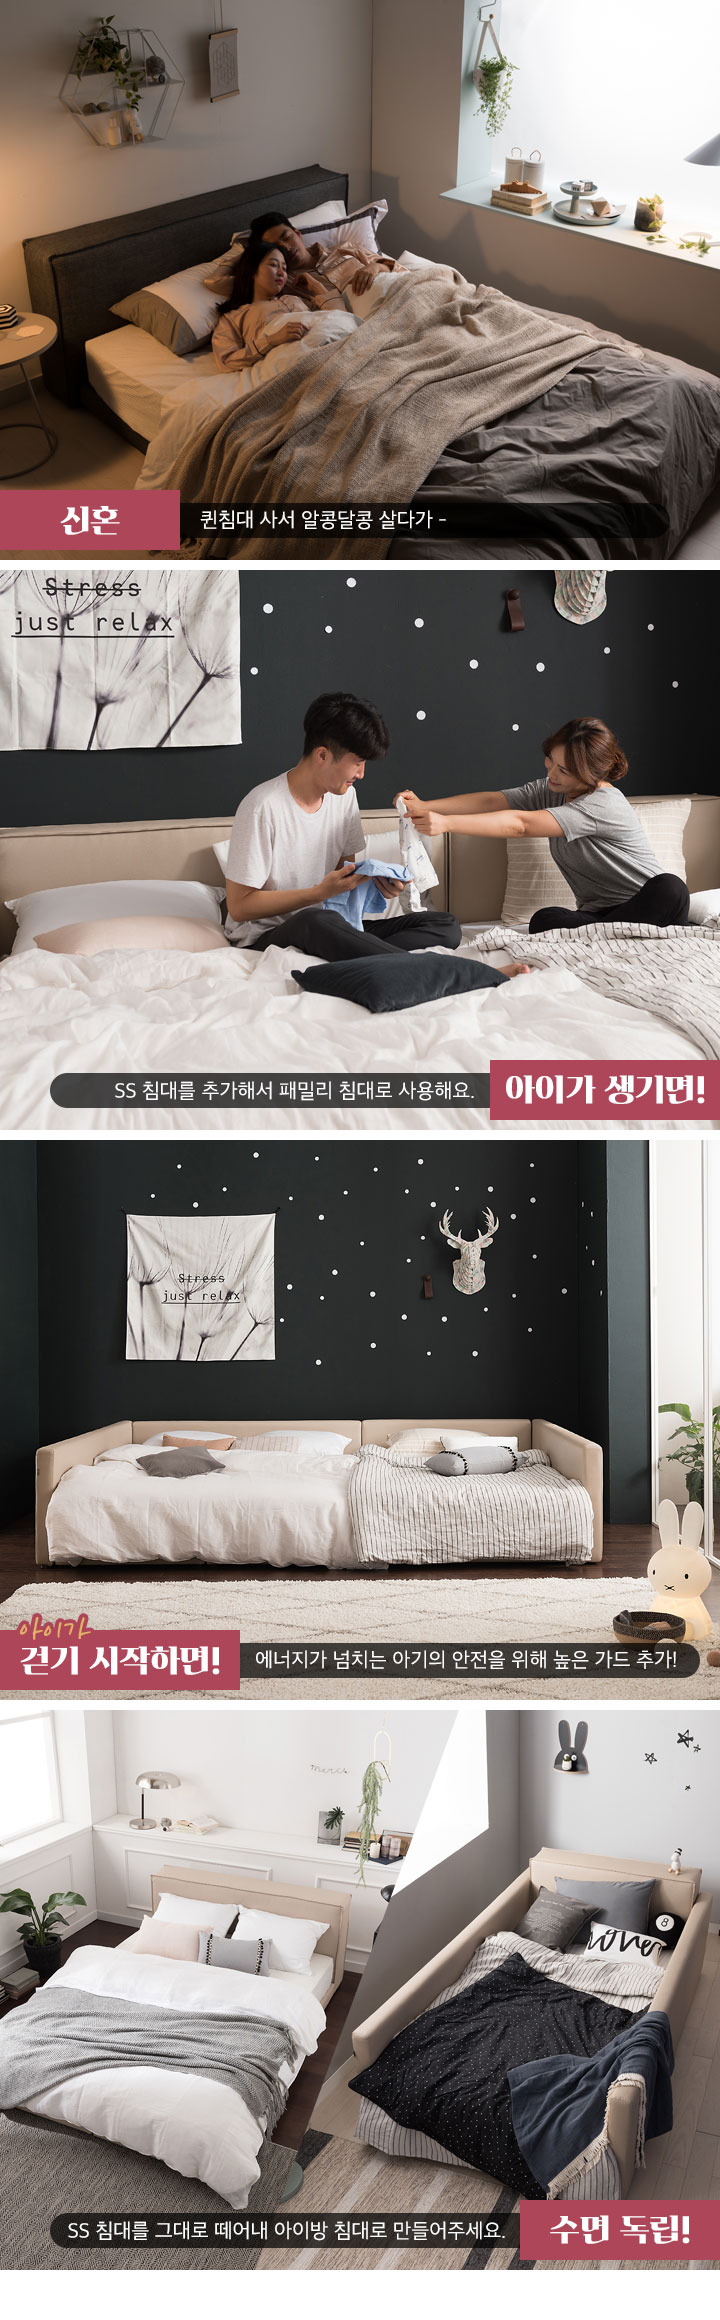 신혼
퀸침대 사서 알콩달콩 살다가 -
Stress
just relax
SS 침대를 추가해서 패밀리 침대로 사용해요.
아이가 생기면!
Stress
just relax
아이가
걷기 시작하면!
에너지가 넘치는 아기의 안전을 위해 높은 가드 추가!
merci
8
love
SS 침대를 그대로 떼어내 아이방 침대로 만들어주세요.
수면 독립!